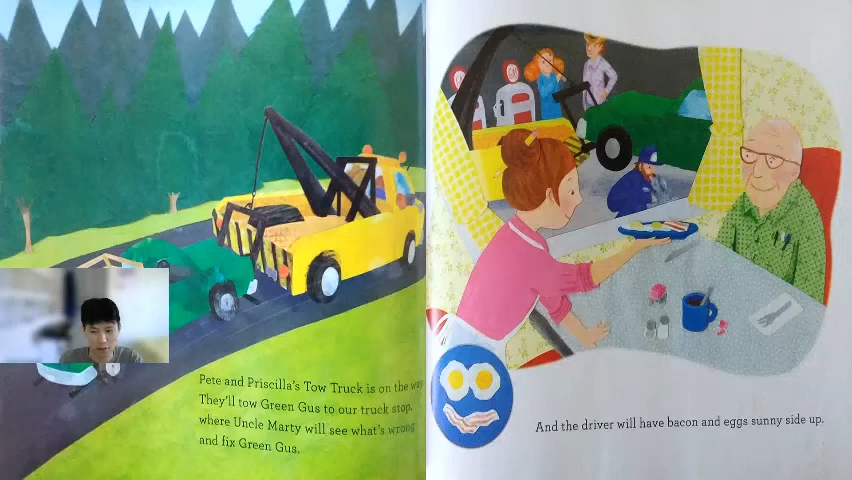 Pete and Priscilla's Tow Truck is on the way.
They'll tow Green Gus to our truck stop,
where Uncle Marty will see what's wrong
and fix Green Gus.
And the driver will have bacon and eggs sunny side up.